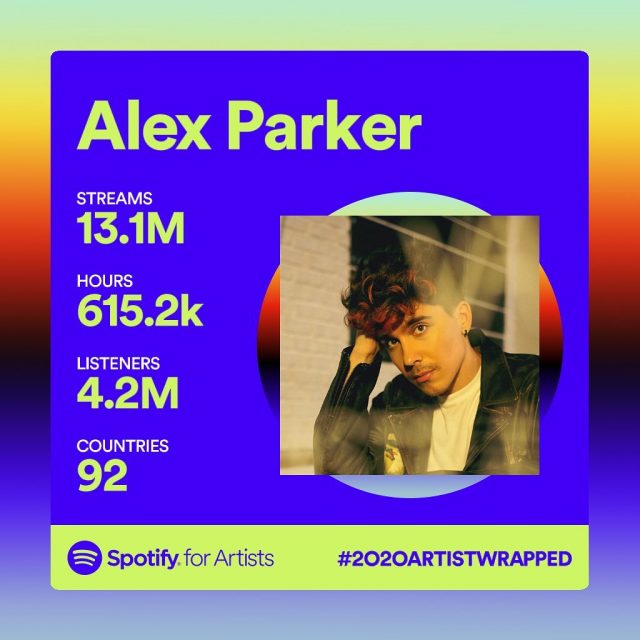 Alex Parker
STREAMS
13.1M
HOURS
615.2k
LISTENERS
4.2M
COUNTRIES
92
Spotify® for Artists
#2020ARTISTWRAPPED